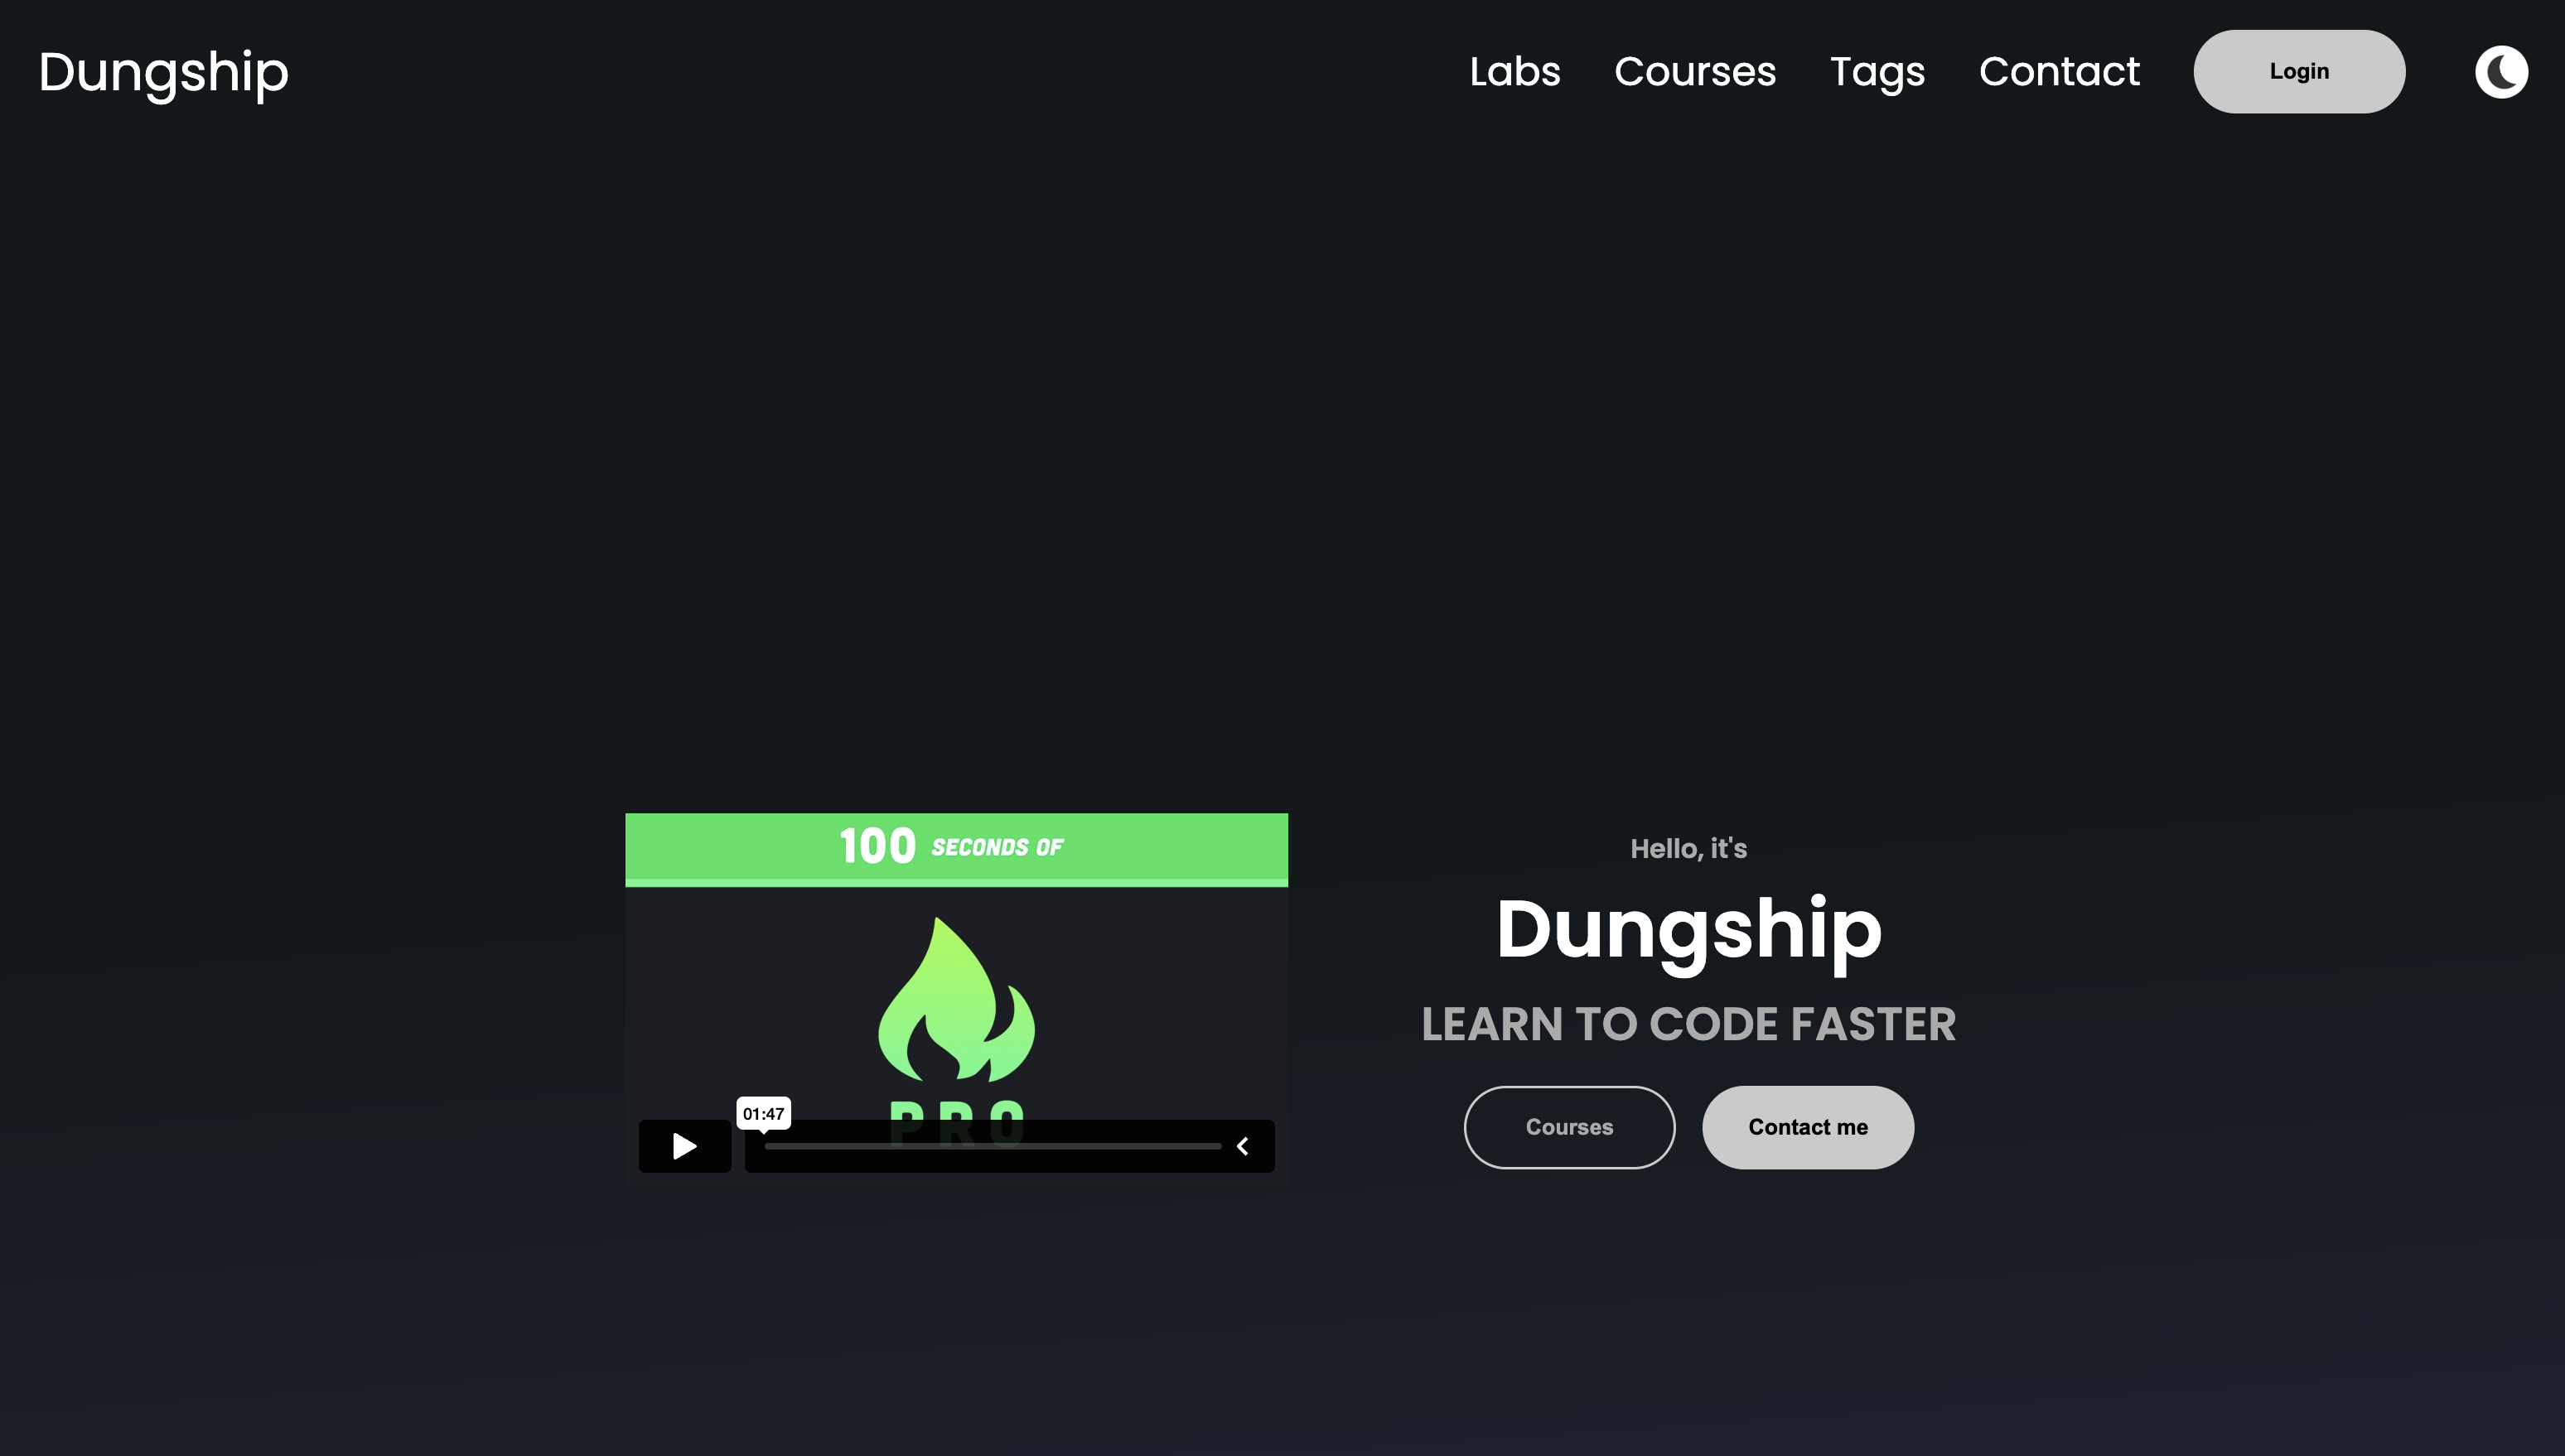 Dungship
Labs Courses Tags Contact Login
100 SECONDS OF
PRO
01:47
Hello, it's
Dungship
LEARN TO CODE FASTER
Courses Contact me